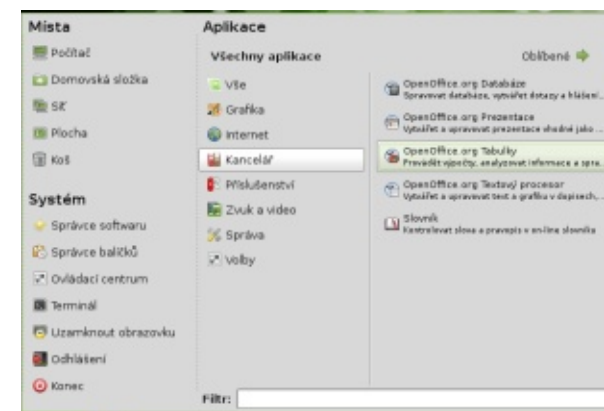 Místa
Počítač
Domovská složka
Síť
Plocha
Koš
Systém
Správce softwaru
Správce balíčků
Ovládací centrum
Terminál
Uzamknout obrazovku
Odhlášení
Konec
Aplikace
Všechny aplikace
Oblíbené
Vše
Grafika
Internet
Kancelář
Příslušenství
Zvuk a video
Správa
Volby
OpenOffice.org Databáze
Spravovat databáze, vytvářet dotazy a hlášení...
OpenOffice.org Prezentace
Vytvářet a upravovat prezentace vhodné jako ...
OpenOffice.org Tabulky
Provádět výpočty, analyzovat informace a spra...
OpenOffice.org Textový procesor
Vytvářet a upravovat text a grafiku v dopisech,...
Slovník
Kontrolovat slova a pravopis v on-line slovníku
Filtr: